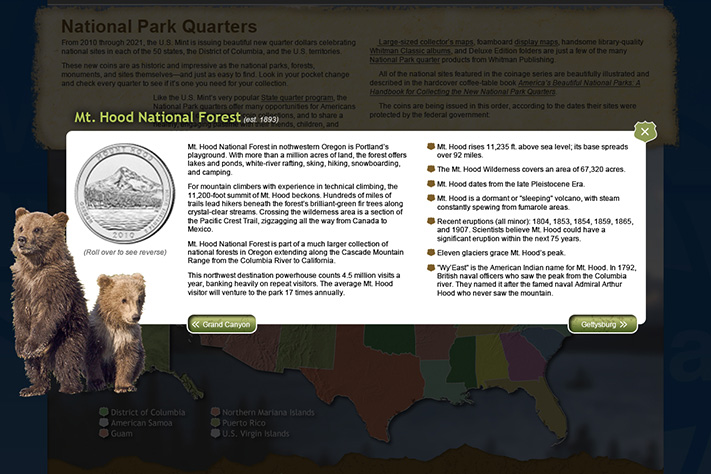 National Park Quarters
From 2010 through 2021, the U.S. Mint is issuing beautiful new quarter dollars celebrating
national sites in each of the 50 states, the District of Columbia, and the U.S. territories.
These new coins are as historic and impressive as the national parks, forests,
monuments, and sites themselves—and just as easy to find. Look in your pocket change
and check every quarter to see if it's one you need for your collection.
Like the U.S. Mint's very popular State quarter program, the
National Park quarters offer many opportunities for Americans
Large-sized collector's maps, foamboard display maps, handsome library-quality
Whitman Classic albums, and Deluxe Edition folders are just a few of the many
National Park quarter products from Whitman Publishing.
All of the national sites featured in the coinage series are beautifully illustrated and
described in the hardcover coffee-table book America's Beautiful National Parks: A
Handbook for Collecting the New National Park Quarters.
The coins are being issued in this order, according to the dates their sites were
protected by the federal government.
Mt. Hood National Forest (est. 1893)
MOUNT HOOD
OREGON
2010
(Roll over to see reverse)
Mt. Hood National Forest in nothwestern Oregon is Portland's
playground. With more than a million acres of land, the forest offers
lakes and ponds, white-river rafting, skiing, hiking, snowboarding,
and camping.
For mountain climbers with experience in technical climbing, the
11,200-foot summit of Mt. Hood beckons. Hundreds of miles of
trails lead hikers beneath the forest's brilliant-green fir trees along
crystal-clear streams. Crossing the wilderness area is a section of
the Pacific Crest Trail, zigzagging all the way from Canada to
Mexico.
Mt. Hood National Forest is part of a much larger collection of
national forests in Oregon extending along the Cascade Mountain
Range from the Columbia River to California.
This northwest destination powerhouse counts 4.5 million visits a
year, banking heavily on repeat visitors. The average Mt. Hood
visitor will venture to the park 17 times annually.
Mt. Hood rises 11,235 ft. above sea level; its base spreads
over 92 miles.
The Mt. Hood Wilderness covers an area of 67,320 acres.
Mt. Hood dates from the late Pleistocene Era.
Mt. Hood is a dormant or "sleeping" volcano, with steam
constantly spewing from fumarole areas.
Recent eruptions (all minor): 1804, 1853, 1854, 1859, 1865,
and 1907. Scientists believe Mt. Hood could have a
significant eruption within the next 75 years.
Eleven glaciers grace Mt. Hood's peak.
"Wy'East" is the American Indian name for Mt. Hood. In 1792,
British naval officers who saw the peak from the Columbia
river. They named it after the famed naval Admiral Arthur
Hood who never saw the mountain.
Grand Canyon
Gettysburg
District of Columbia
American Samoa
Guam
Northern Mariana Islands
Puerto Rico
U.S. Virgin Islands